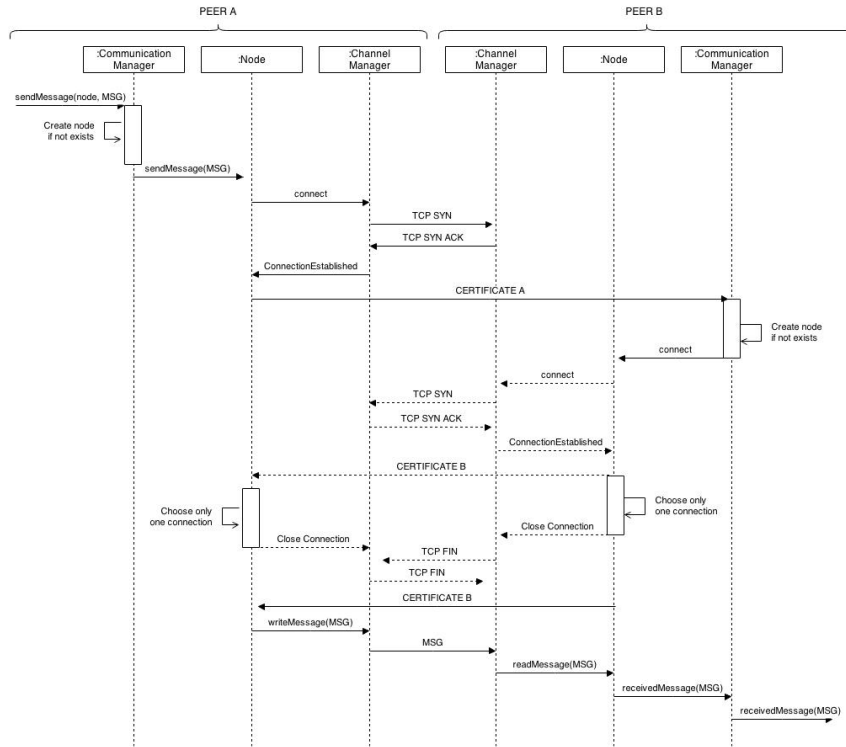 PEER A
PEER B
:Communication
Manager
:Node
:Channel
Manager
:Channel
Manager
:Node
:Communication
Manager
sendMessage(node, MSG)
Create node
if not exists
sendMessage(MSG)
connect
TCP SYN
TCP SYN ACK
ConnectionEstablished
CERTIFICATE A
Create node
if not exists
connect
connect
TCP SYN
TCP SYN ACK
ConnectionEstablished
CERTIFICATE B
Choose only
one connection
Choose only
one connection
Close Connection
Close Connection
TCP FIN
TCP FIN
CERTIFICATE B
writeMessage(MSG)
MSG
readMessage(MSG)
receivedMessage(MSG)
receivedMessage(MSG)